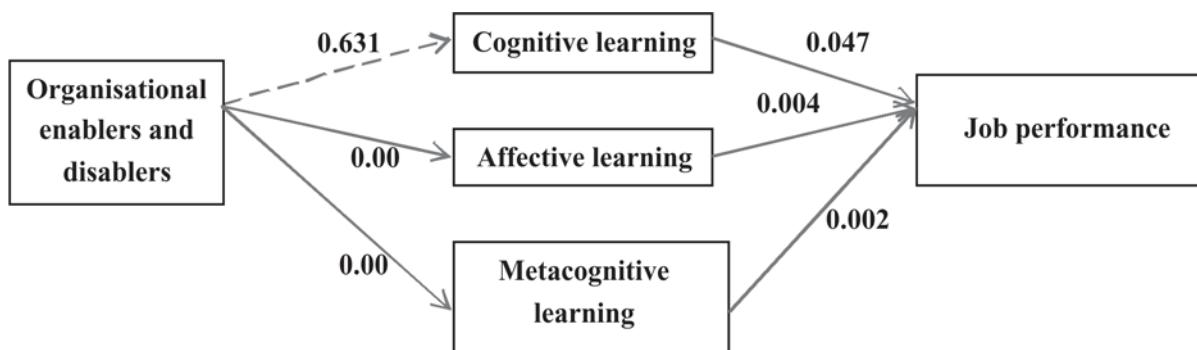 0.631
Cognitive learning
0.047
Organisational
enablers and
disablers
0.004
Job performance
0.00
Affective learning
0.002
0.00
Metacognitive
learning